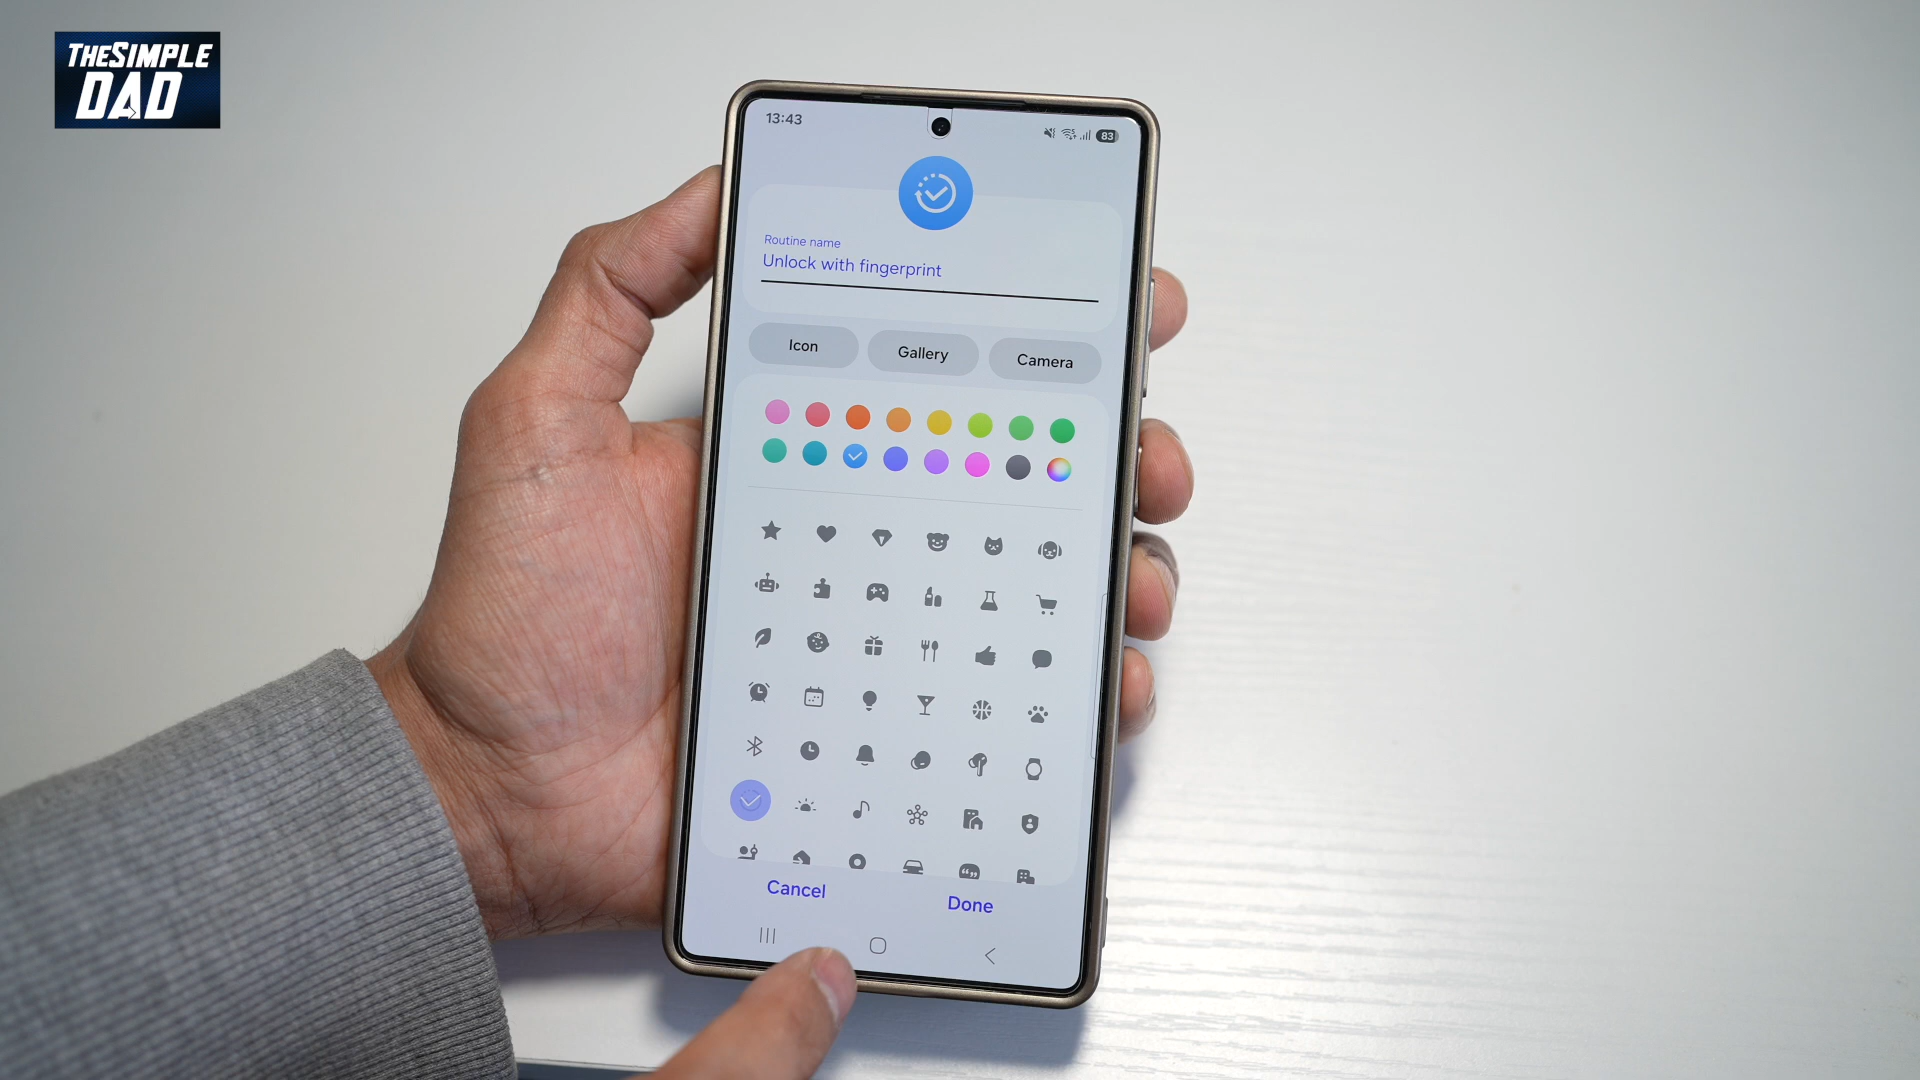 THESIMPLE
DAD
13:43
83
Routine name
Unlock with fingerprint
Icon
Gallery
Camera
Cancel
Done